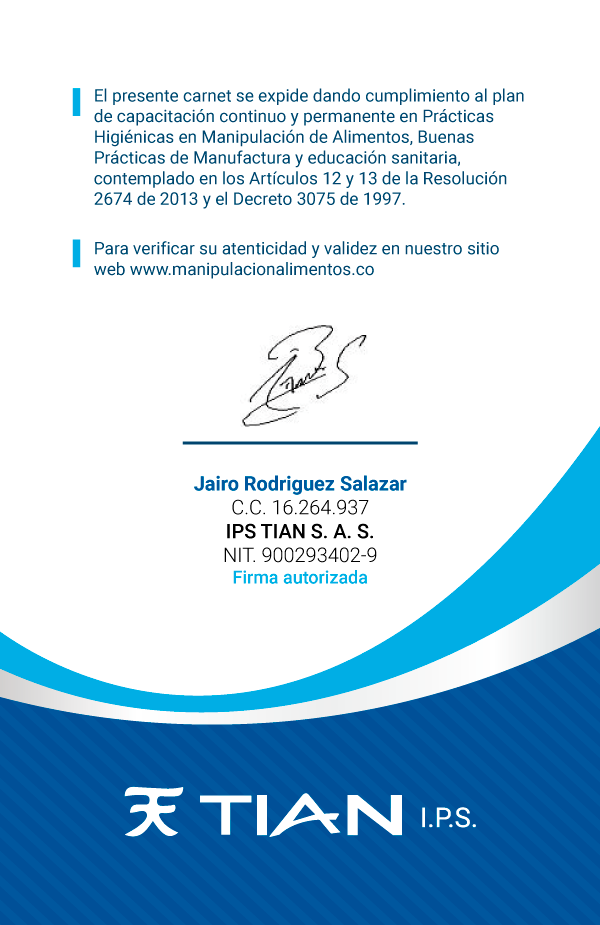 El presente carnet se expide dando cumplimiento al plan
de capacitación continuo y permanente en Prácticas
Higiénicas en Manipulación de Alimentos, Buenas
Prácticas de Manufactura y educación sanitaria,
contemplado en los Artículos 12 y 13 de la Resolución
2674 de 2013 y el Decreto 3075 de 1997.
Para verificar su atenticidad y validez en nuestro sitio
web www.manipulacionalimentos.co
Jairo Rodriguez Salazar
C.C. 16.264.937
IPS TIAN S. A. S.
NIT. 900293402-9
Firma autorizada
TIAN I.P.S.